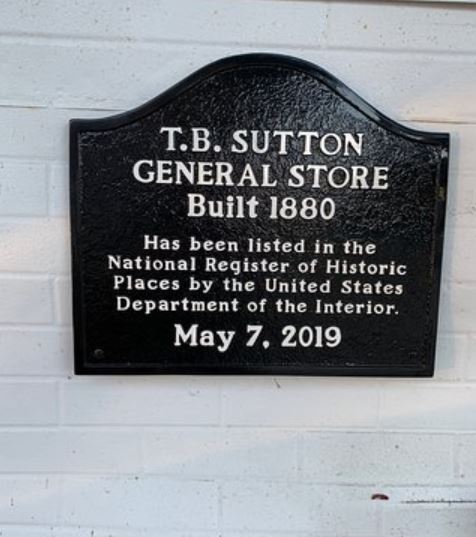 T.B. SUTTON
GENERAL STORE
Built 1880
Has been listed in the
National Register of Historic
Places by the United States
Department of the Interior.
May 7, 2019